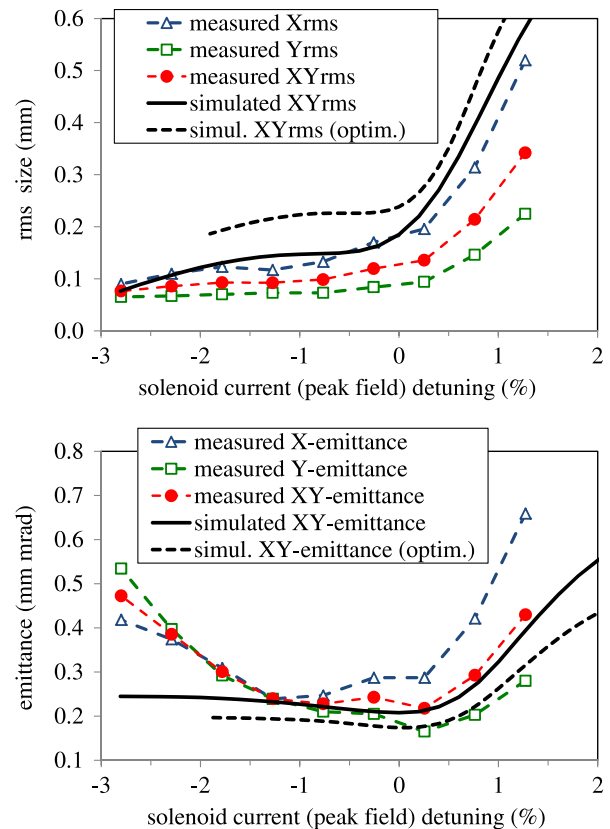 0.6
0.5
0.4
0.3
0.2
0.1
0.0
rms size (mm)
measured Xrms
measured Yrms
measured XYrms
simulated XYrms
simul. XYrms (optim.)
-3 -2 -1 0 1 2
solenoid current (peak field) detuning (%)
0.8
0.7
0.6
0.5
0.4
0.3
0.2
0.1
emittance (mm mrad)
measured X-emittance
measured Y-emittance
measured XY-emittance
simulated XY-emittance
simul. XY-emittance (optim.)
-3 -2 -1 0 1 2
solenoid current (peak field) detuning (%)